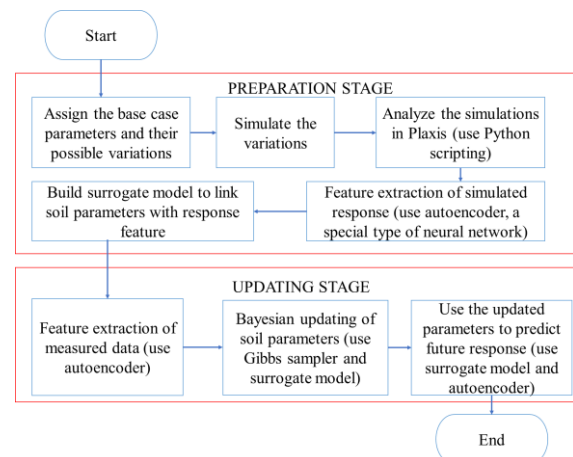 Start
PREPARATION STAGE
Assign the base case
parameters and their
possible variations
Simulate the
variations
Analyze the simulations
in Plaxis (use Python
scripting)
Feature extraction of simulated
response (use autoencoder, a
special type of neural network)
Build surrogate model to link
soil parameters with response
feature
UPDATING STAGE
Feature extraction of
measured data (use
autoencoder)
Bayesian updating of
soil parameters (use
Gibbs sampler and
surrogate model)
Use the updated
parameters to predict
future response (use
surrogate model and
autoencoder)
End